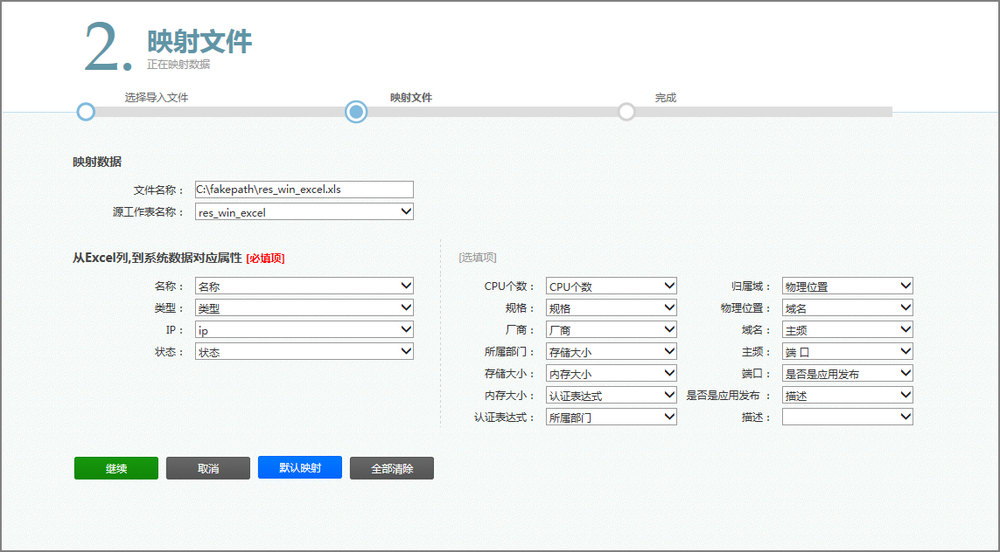 2. 映射文件
正在映射数据
选择导入文件 映射文件 完成
映射数据
文件名称： C:\fakepath\res_win_excel.xls
源工作表名称： res_win_excel
从Excel列,到系统数据对应属性 [必填项] [选填项]
名称： 名称 CPU个数： CPU个数 归属域： 物理位置
类型： 类型 规格： 规格 物理位置： 域名
IP： ip 厂商： 厂商 域名： 主频
状态： 状态 所属部门： 存储大小 主频： 端 口
存储大小： 内存大小 端口： 是否是应用发布
内存大小： 认证表达式 是否是应用发布 ： 描述
认证表达式： 所属部门 描述：
继续 取消 默认映射 全部清除